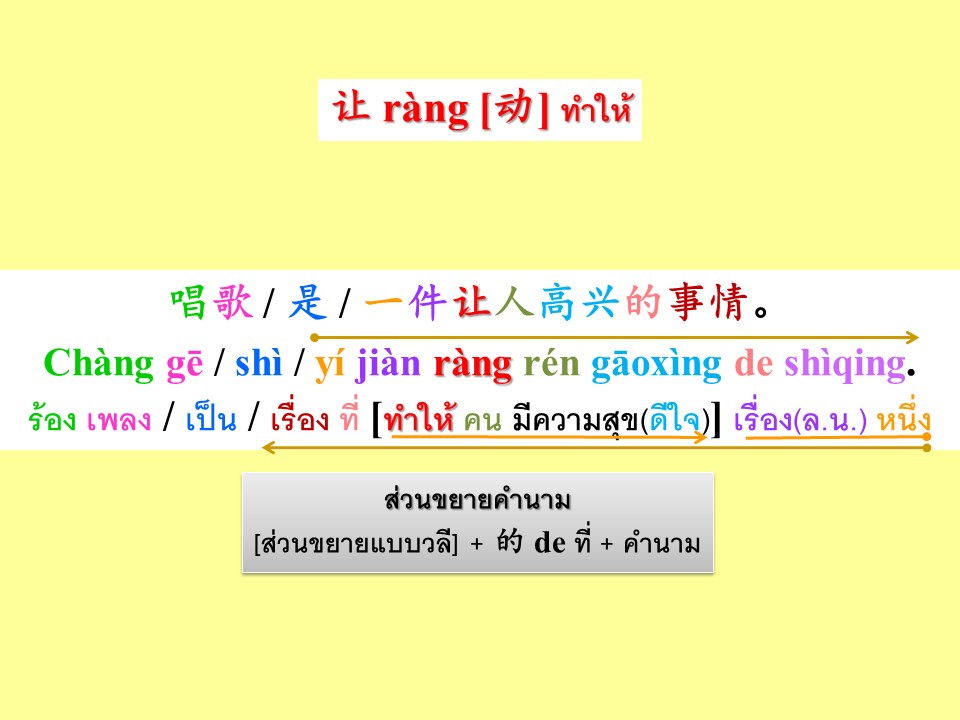 让 ràng [动] ทำให้
唱歌 / 是 / 一件让人高兴的事情。
Chàng gē / shì / yí jiàn ràng rén gāoxìng de shìqing.
ร้อง เพลง / เป็น / เรื่อง ที่ [ทำให้ คน มีความสุข(ดีใจ)] เรื่อง(ล.น.) หนึ่ง
ส่วนขยายคำนาม
[ส่วนขยายแบบวลี] + 的 de ที่ + คำนาม